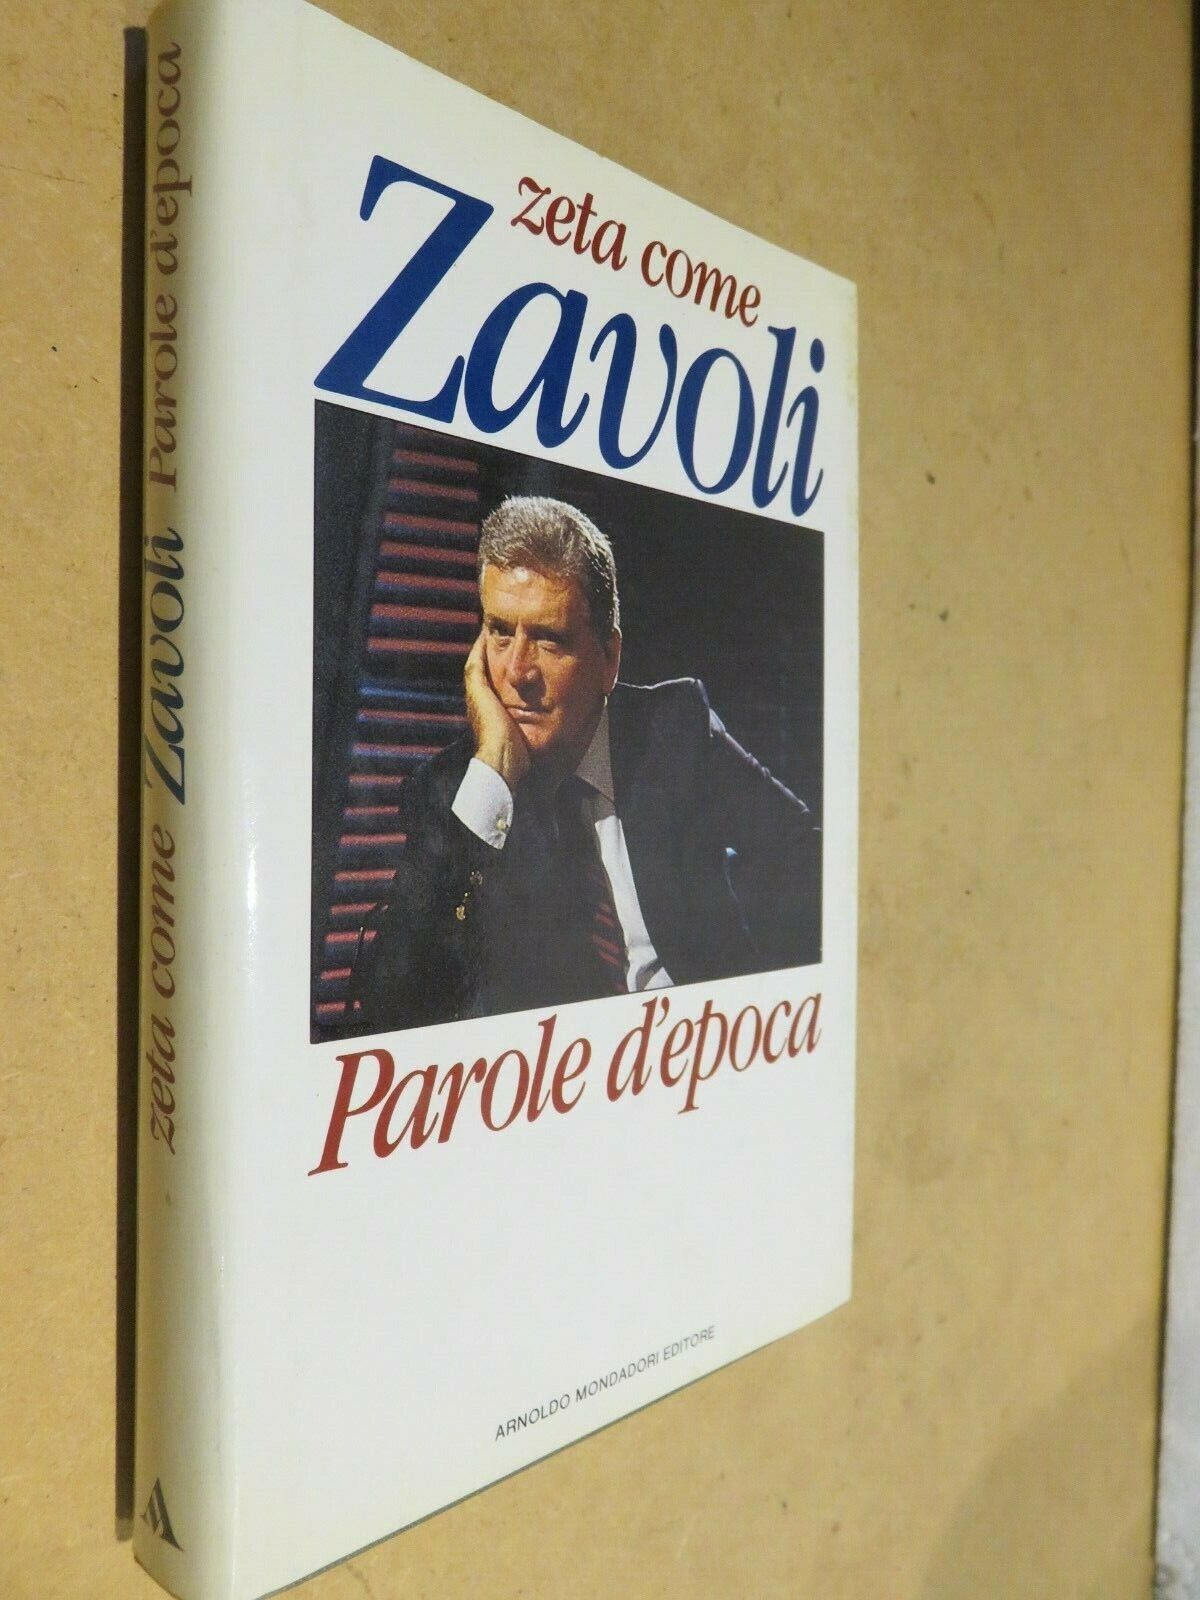 zeta come
Zavoli
Parole d'epoca
ARNOLDO MONDADORI EDITORE
zeta come Zavoli Parole d'epoca